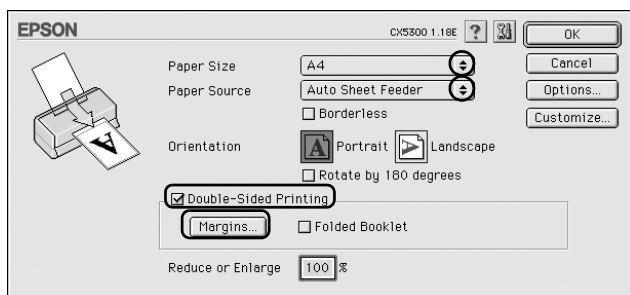 EPSON
CX5300 1.18E
?
OK
Paper Size
A4
Cancel
Paper Source
Auto Sheet Feeder
Options...
Borderless
Customize...
Orientation
A Portrait A Landscape
Rotate by 180 degrees
Double-Sided Printing
Margins...
Folded Booklet
Reduce or Enlarge 100 %
A